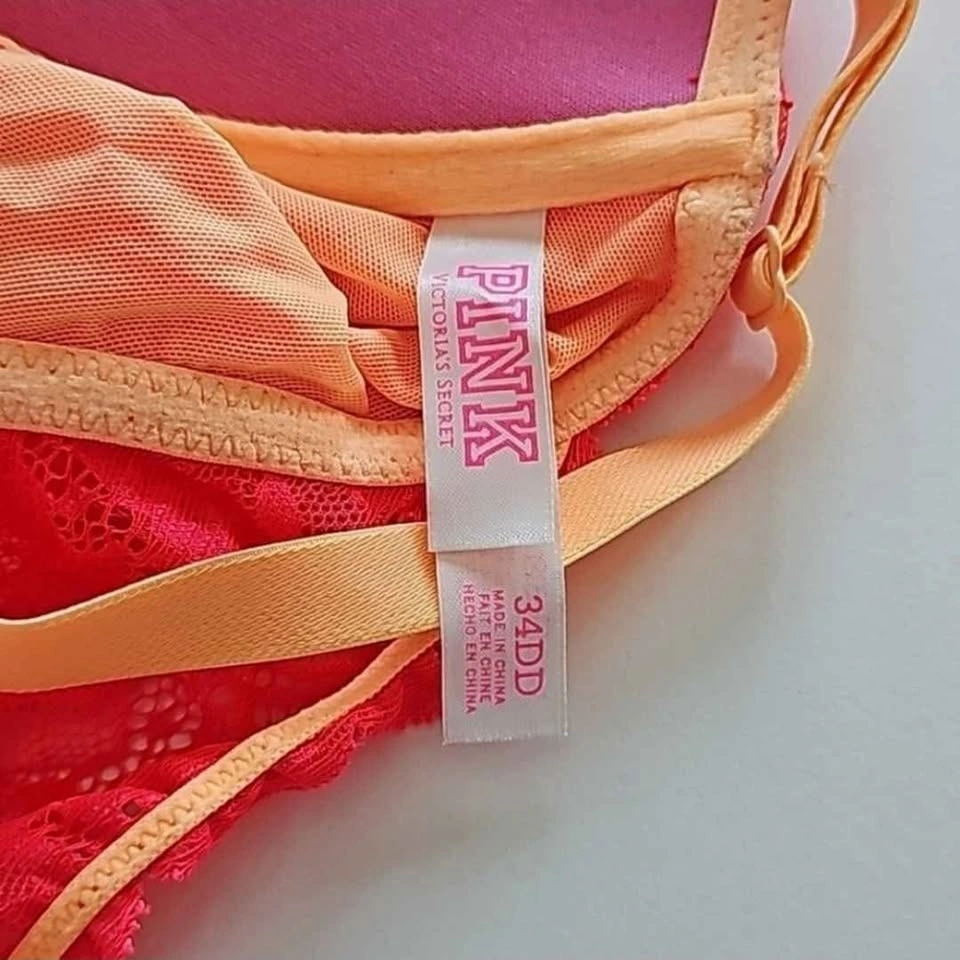 PINK
VICTORIA'S SECRET
34DD
MADE IN CHINA
FAIT EN CHINE
HECHO EN CHINA